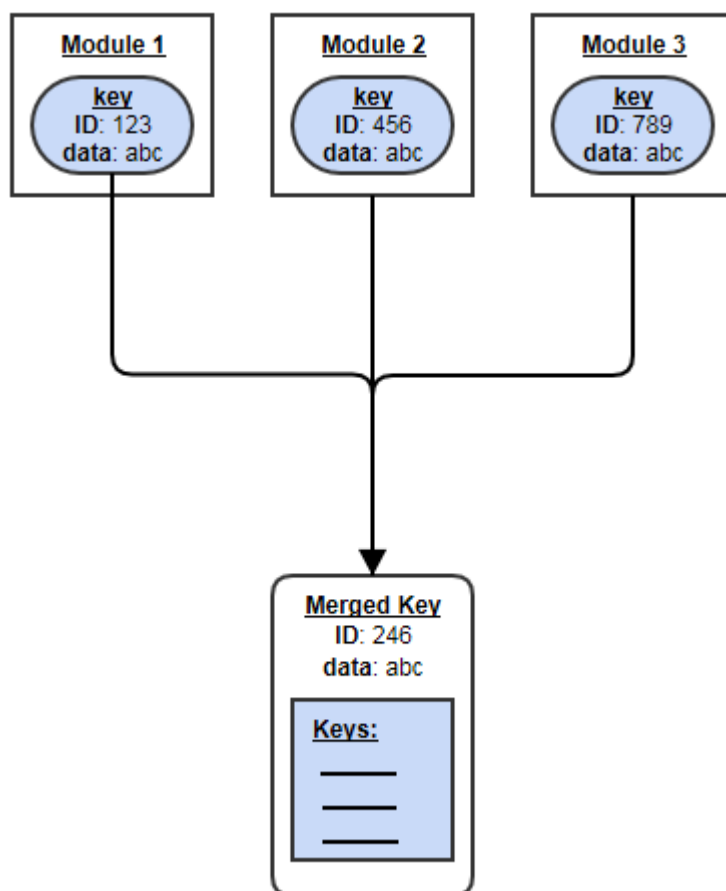 Module 1
key
ID: 123
data: abc
Module 2
key
ID: 456
data: abc
Module 3
key
ID: 789
data: abc
Merged Key
ID: 246
data: abc
Keys: